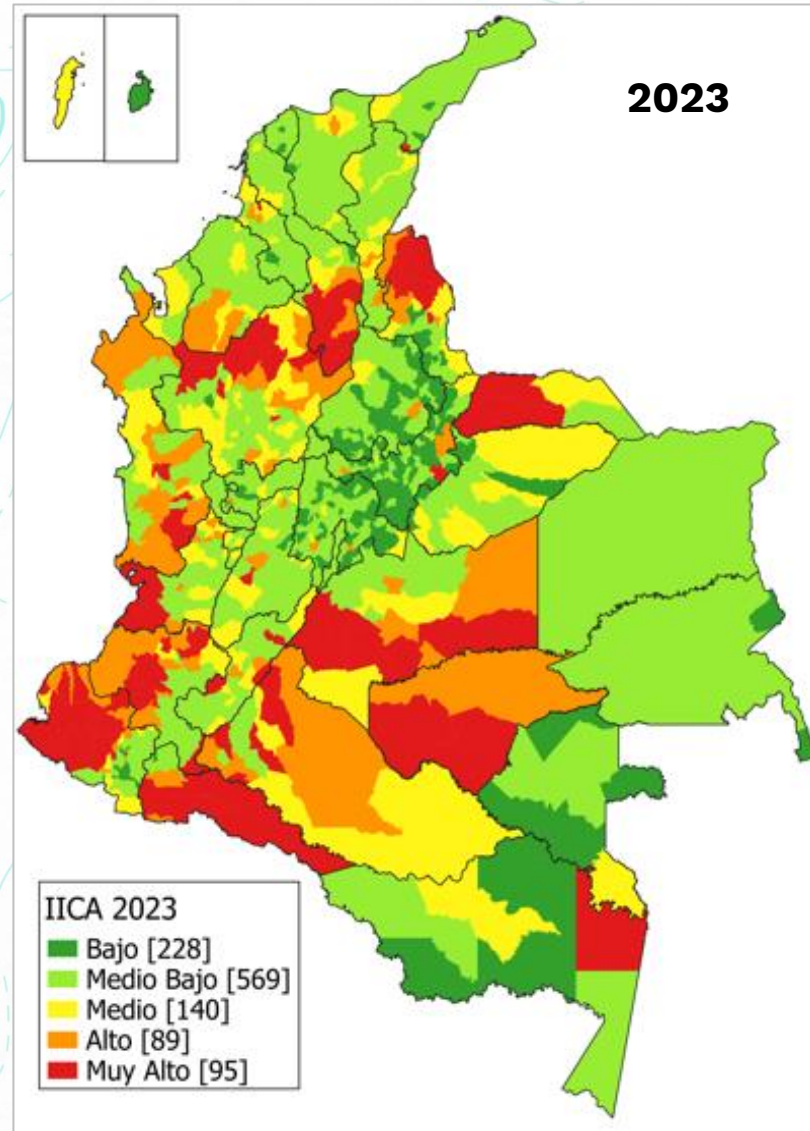 2023
IICA 2023
Bajo [228]
Medio Bajo [569]
Medio [140]
Alto [89]
Muy Alto [95]